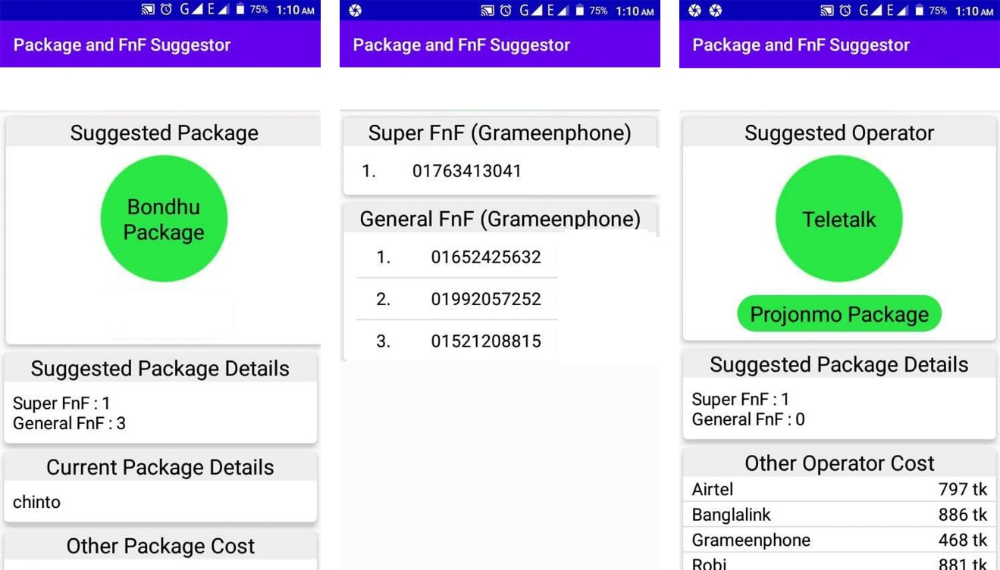 G E 75% 1:10 AM
Package and FnF Suggestor
Suggested Package
Bondhu
Package
Suggested Package Details
Super FnF : 1
General FnF : 3
Current Package Details
chinto
Other Package Cost
G E 75% 1:10 AM
Package and FnF Suggestor
Super FnF (Grameenphone)
1. 01763413041
General FnF (Grameenphone)
1. 01652425632
2. 01992057252
3. 01521208815
G E 75% 1:10 AM
Package and FnF Suggestor
Suggested Operator
Teletalk
Projonmo Package
Suggested Package Details
Super FnF : 1
General FnF : 0
Other Operator Cost
Airtel 797 tk
Banglalink 886 tk
Grameenphone 468 tk
Robi 881 tk